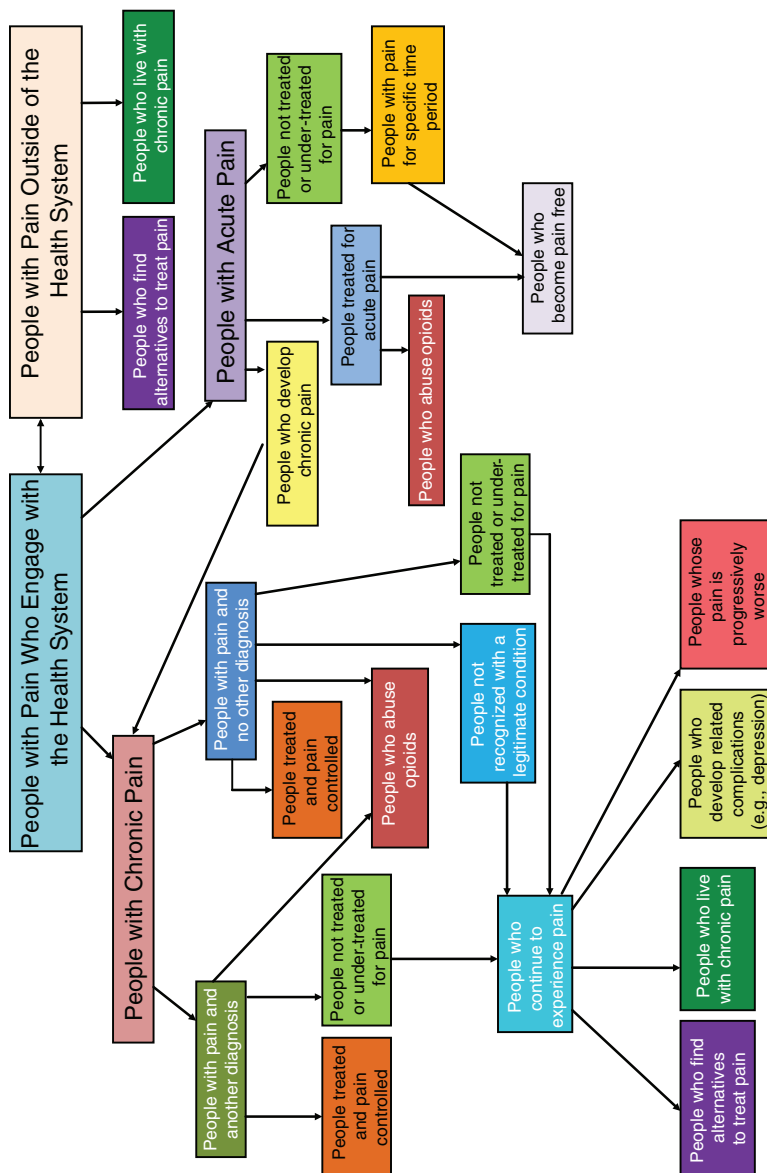 People with Pain Who Engage with
the Health System
People with Pain Outside of the
Health System
People who find
alternatives to treat pain
People who live with
chronic pain
People with Chronic Pain
People with Acute Pain
People with pain and
another diagnosis
People with pain and
no other diagnosis
People who develop
chronic pain
People treated for
acute pain
People not treated
or under-treated
for pain
People treated
and pain
controlled
People not treated
or under-treated
for pain
People treated
and pain
controlled
People who abuse
opioids
People who abuse opioids
People with pain
for specific time
period
People not
recognized with a
legitimate condition
People not
treated or under-
treated for pain
People who
become pain free
People who
continue to
experience pain
People who find
alternatives
to treat pain
People who live
with chronic pain
People who
develop related
complications
(e.g., depression)
People whose
pain is
progressively
worse